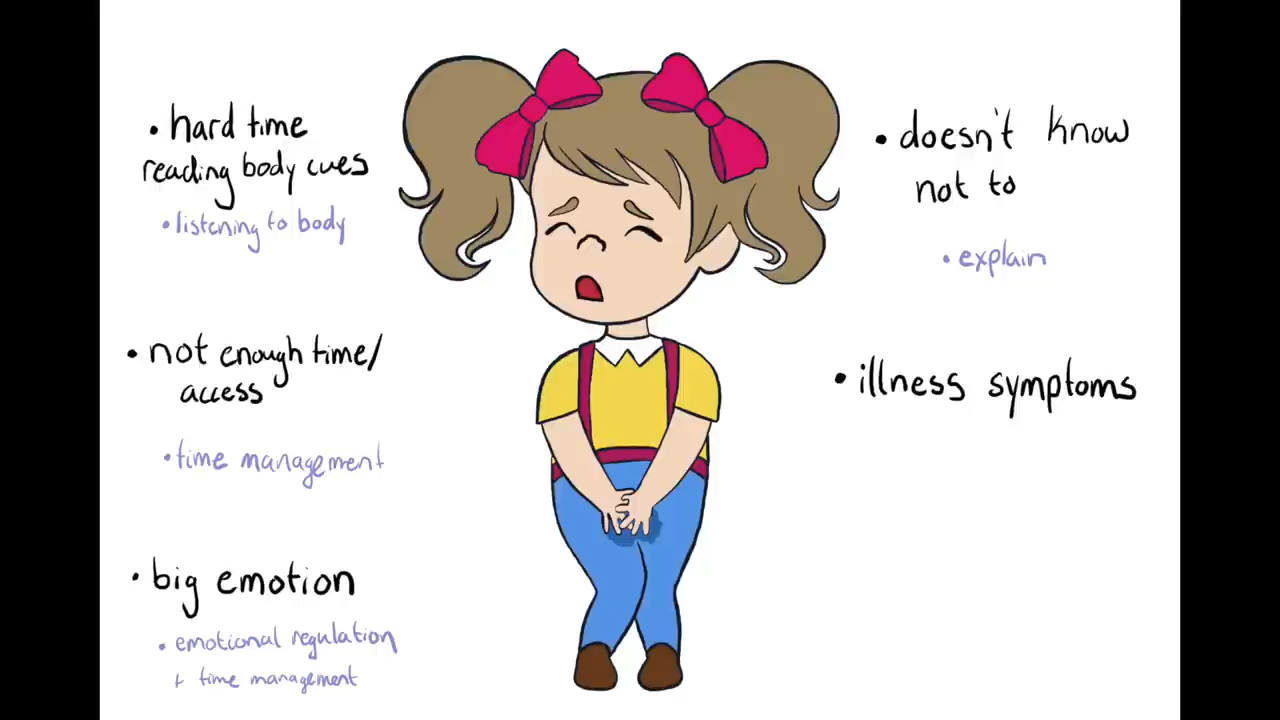 • hard time
reading body cues
• listening to body
• not enough time/
access
• time management
• big emotion
• emotional regulation
+ time management
• doesn't know
not to
• explain
• illness symptoms